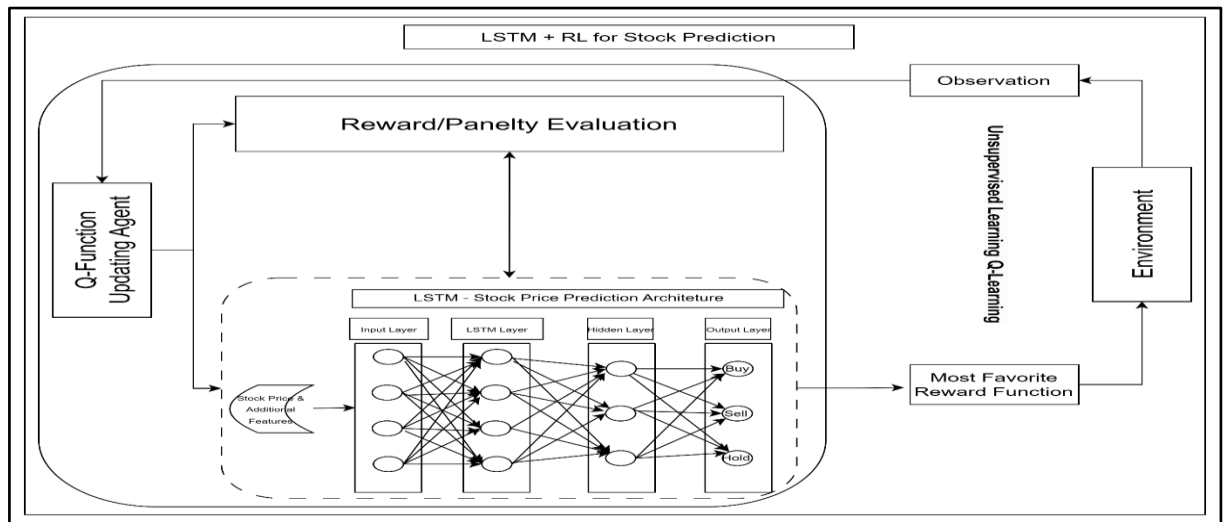 LSTM + RL for Stock Prediction
Observation
Reward/Panelty Evaluation
Q-Function
Updating Agent
Unsupervised Learning Q-Learning
Environment
LSTM - Stock Price Prediction Architeture
Input Layer
LSTM Layer
Hidden Layer
Output Layer
Stock Price &
Additional
Features
Buy
Sell
Hold
Most Favorite
Reward Function